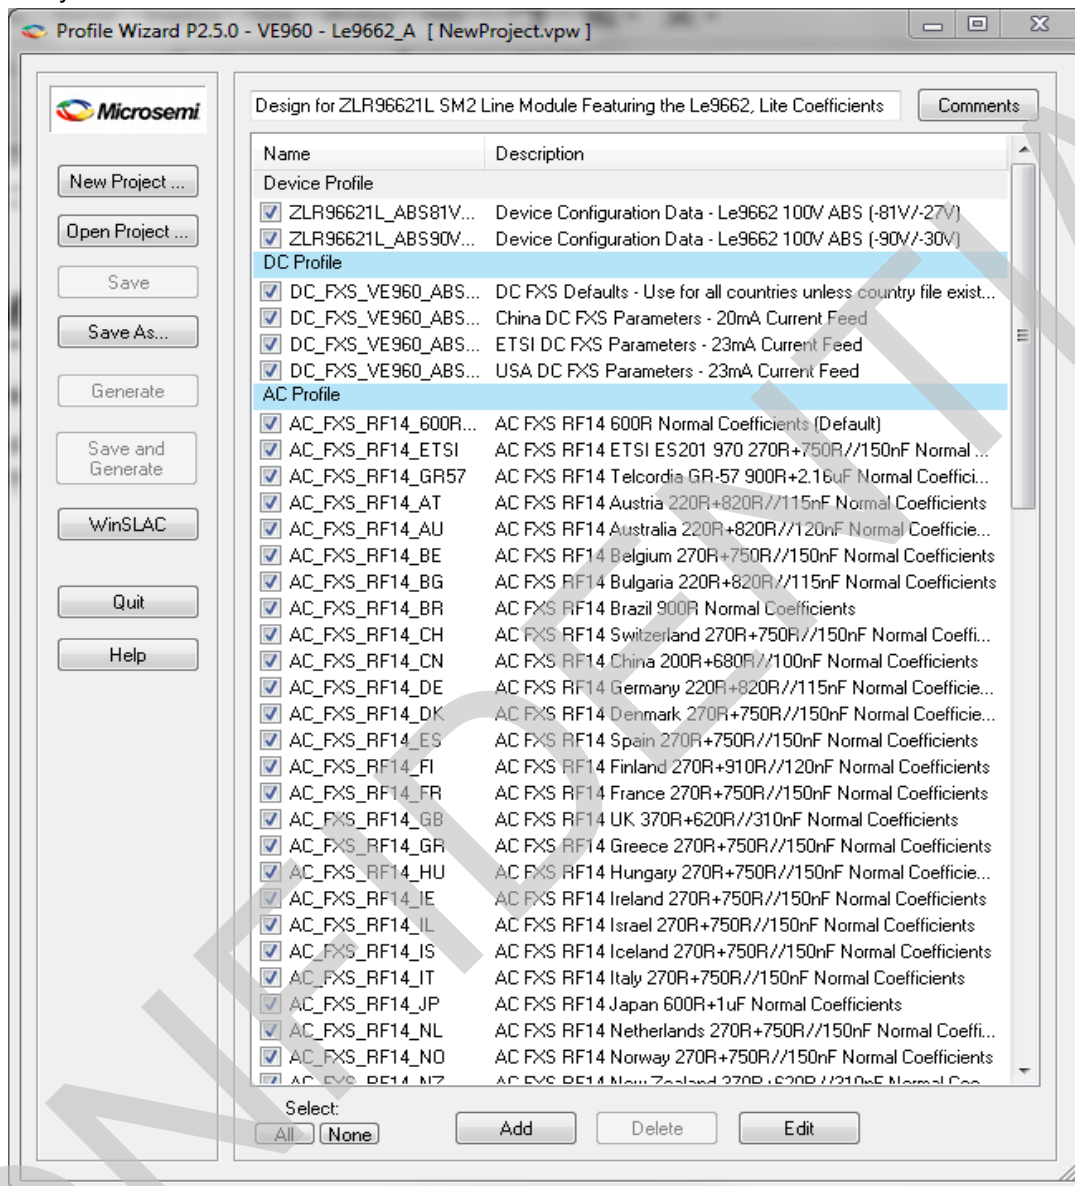 Profile Wizard P2.5.0 - VE960 - Le9662_A [ NewProject.vpw ]
Microsemi
Design for ZLR96621L SM2 Line Module Featuring the Le9662, Lite Coefficients
Comments
New Project ...
Open Project ...
Save
Save As...
Generate
Save and
Generate
WinSLAC
Quit
Help
Name Description
Device Profile
ZLR96621L_ABS81V... Device Configuration Data - Le9662 100V ABS (-81V/-27V)
ZLR96621L_ABS90V... Device Configuration Data - Le9662 100V ABS (-90V/-30V)
DC Profile
DC_FXS_VE960_ABS... DC FXS Defaults - Use for all countries unless country file exist...
DC_FXS_VE960_ABS... China DC FXS Parameters - 20mA Current Feed
DC_FXS_VE960_ABS... ETSI DC FXS Parameters - 23mA Current Feed
DC_FXS_VE960_ABS... USA DC FXS Parameters - 23mA Current Feed
AC Profile
AC_FXS_RF14_600R... AC FXS RF14 600R Normal Coefficients (Default)
AC_FXS_RF14_ETSI AC FXS RF14 ETSI ES201 970 270R+750R//150nF Normal ...
AC_FXS_RF14_GR57 AC FXS RF14 Telcordia GR-57 900R+2.16uF Normal Coeffici...
AC_FXS_RF14_AT AC FXS RF14 Austria 220R+820R//115nF Normal Coefficients
AC_FXS_RF14_AU AC FXS RF14 Australia 220R+820R//120nF Normal Coefficie...
AC_FXS_RF14_BE AC FXS RF14 Belgium 270R+750R//150nF Normal Coefficients
AC_FXS_RF14_BG AC FXS RF14 Bulgaria 220R+820R//115nF Normal Coefficients
AC_FXS_RF14_BR AC FXS RF14 Brazil 900R Normal Coefficients
AC_FXS_RF14_CH AC FXS RF14 Switzerland 270R+750R//150nF Normal Coeffi...
AC_FXS_RF14_CN AC FXS RF14 China 200R+680R//100nF Normal Coefficients
AC_FXS_RF14_DE AC FXS RF14 Germany 220R+820R//115nF Normal Coefficie...
AC_FXS_RF14_DK AC FXS RF14 Denmark 270R+750R//150nF Normal Coefficie...
AC_FXS_RF14_ES AC FXS RF14 Spain 270R+750R//150nF Normal Coefficients
AC_FXS_RF14_FI AC FXS RF14 Finland 270R+910R//120nF Normal Coefficients
AC_FXS_RF14_FR AC FXS RF14 France 270R+750R//150nF Normal Coefficients
AC_FXS_RF14_GB AC FXS RF14 UK 370R+620R//310nF Normal Coefficients
AC_FXS_RF14_GR AC FXS RF14 Greece 270R+750R//150nF Normal Coefficients
AC_FXS_RF14_HU AC FXS RF14 Hungary 270R+750R//150nF Normal Coefficie...
AC_FXS_RF14_IE AC FXS RF14 Ireland 270R+750R//150nF Normal Coefficients
AC_FXS_RF14_IL AC FXS RF14 Israel 270R+750R//150nF Normal Coefficients
AC_FXS_RF14_IS AC FXS RF14 Iceland 270R+750R//150nF Normal Coefficients
AC_FXS_RF14_IT AC FXS RF14 Italy 270R+750R//150nF Normal Coefficients
AC_FXS_RF14_JP AC FXS RF14 Japan 600R+1uF Normal Coefficients
AC_FXS_RF14_NL AC FXS RF14 Netherlands 270R+750R//150nF Normal Coeffi...
AC_FXS_RF14_NO AC FXS RF14 Norway 270R+750R//150nF Normal Coefficients
AC_FXS_RF14_NZ AC FXS RF14 New Zealand 370R+620R//310nF Normal Coe...
Select:
All None Add Delete Edit